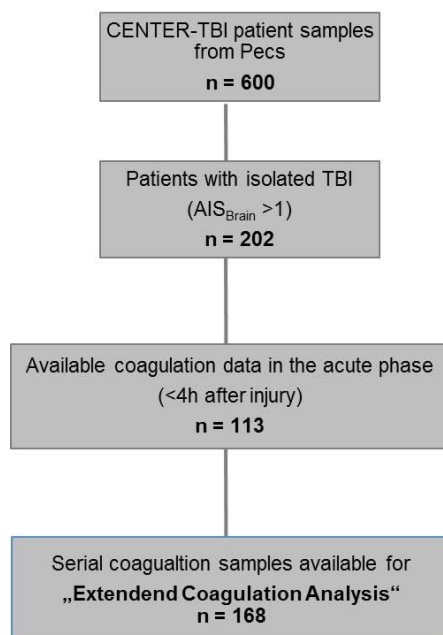 CENTER-TBI patient samples
from Pecs
n = 600
Patients with isolated TBI
(AISBrain >1)
n = 202
Available coagulation data in the acute phase
(<4h after injury)
n = 113
Serial coagualtion samples available for
„Extendend Coagulation Analysis“
n = 168